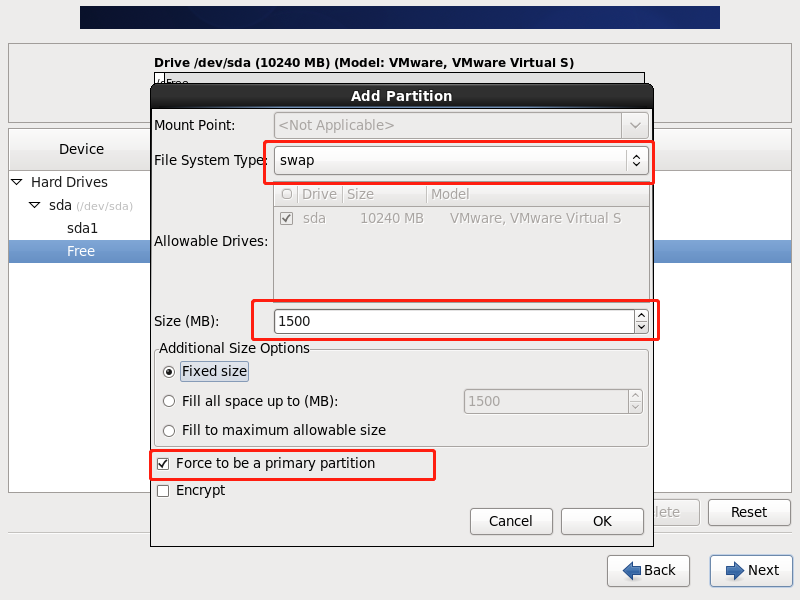 Drive /dev/sda (10240 MB) (Model: VMware, VMware Virtual S)
Free
Add Partition
Mount Point: <Not Applicable>
File System Type: swap
Drive Size Model
sda 10240 MB VMware, VMware Virtual S
Allowable Drives:
Size (MB): 1500
Additional Size Options
Fixed size
Fill all space up to (MB): 1500
Fill to maximum allowable size
Force to be a primary partition
Encrypt
Cancel OK
Device
Hard Drives
sda (/dev/sda)
sda1
Free
Reset
Back Next